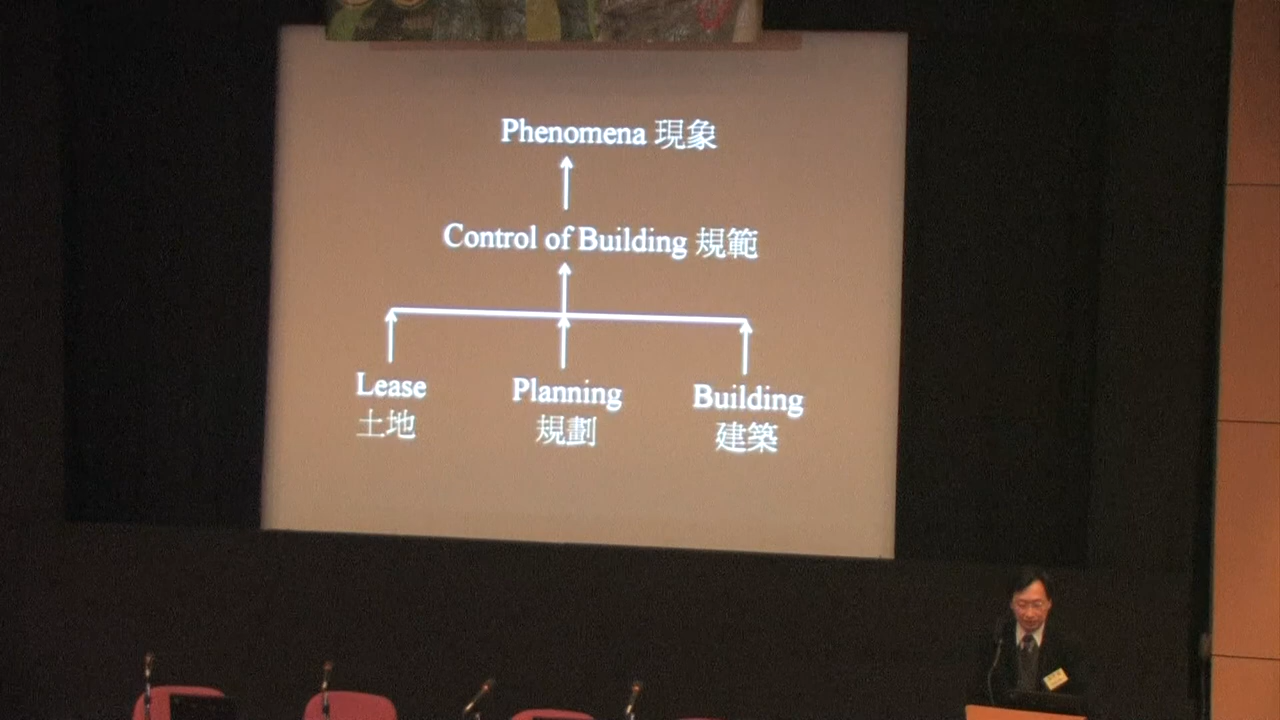 Phenomena 現象
Control of Building 規範
Lease
土地
Planning
規劃
Building
建築